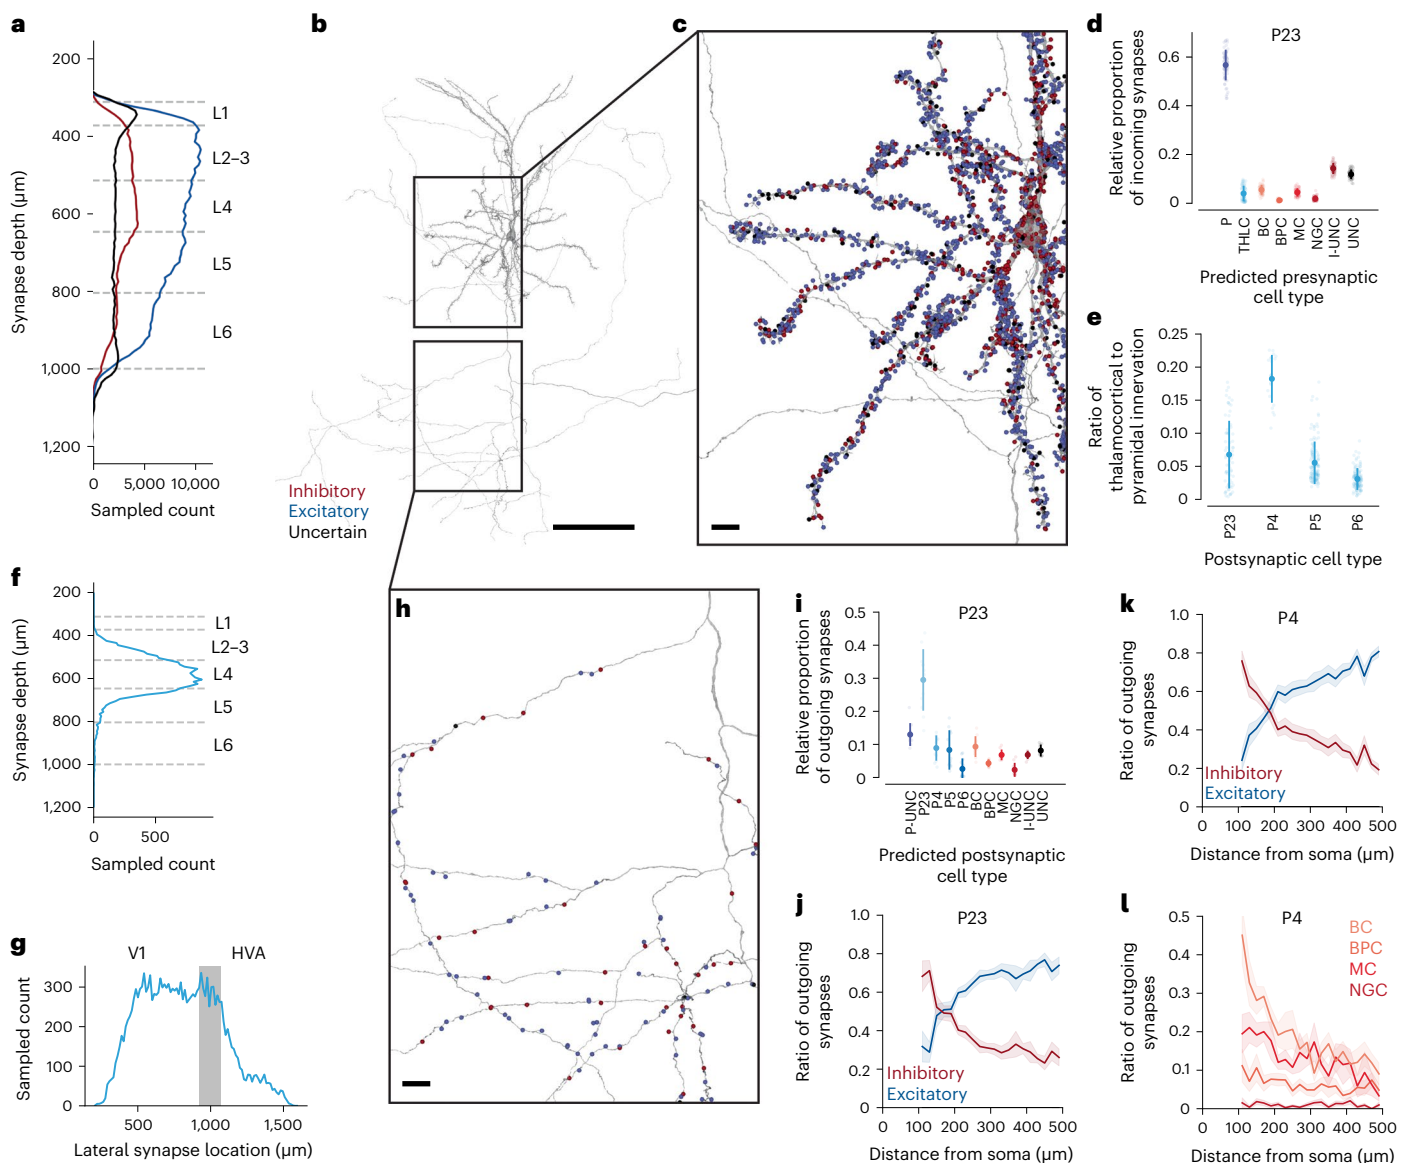 a
200
400
600
800
1,000
1,200
Synapse depth (µm)
L1
L2–3
L4
L5
L6
0
5,000
10,000
Sampled count
b
Inhibitory
Excitatory
Uncertain
c
d
P23
Relative proportion
of incoming synapses
0.6
0.4
0.2
0
P
THLC
BC
BPC
MC
NGC
I-UNC
UNC
Predicted presynaptic
cell type
e
Ratio of
thalamocortical to
pyramidal innervation
0.25
0.20
0.15
0.10
0.05
0
P23
P4
P5
P6
Postsynaptic cell type
f
200
400
600
800
1,000
1,200
Synapse depth (µm)
L1
L2–3
L4
L5
L6
0
500
Sampled count
g
V1
HVA
Sampled count
300
200
100
0
500
1,000
1,500
Lateral synapse location (µm)
h
i
P23
Relative proportion
of outgoing synapses
0.5
0.4
0.3
0.2
0.1
0
P-UNC
P23
P4
P5
P6
BC
BPC
MC
NGC
I-UNC
UNC
Predicted postsynaptic
cell type
j
P23
Ratio of outgoing
synapses
1.0
0.8
0.6
0.4
0.2
0
Inhibitory
Excitatory
0 100 200 300 400 500
Distance from soma (µm)
k
P4
Ratio of outgoing
synapses
1.0
0.8
0.6
0.4
0.2
0
Inhibitory
Excitatory
0 100 200 300 400 500
Distance from soma (µm)
l
P4
Ratio of outgoing
synapses
0.5
0.4
0.3
0.2
0.1
0
BC
BPC
MC
NGC
0 100 200 300 400 500
Distance from soma (µm)